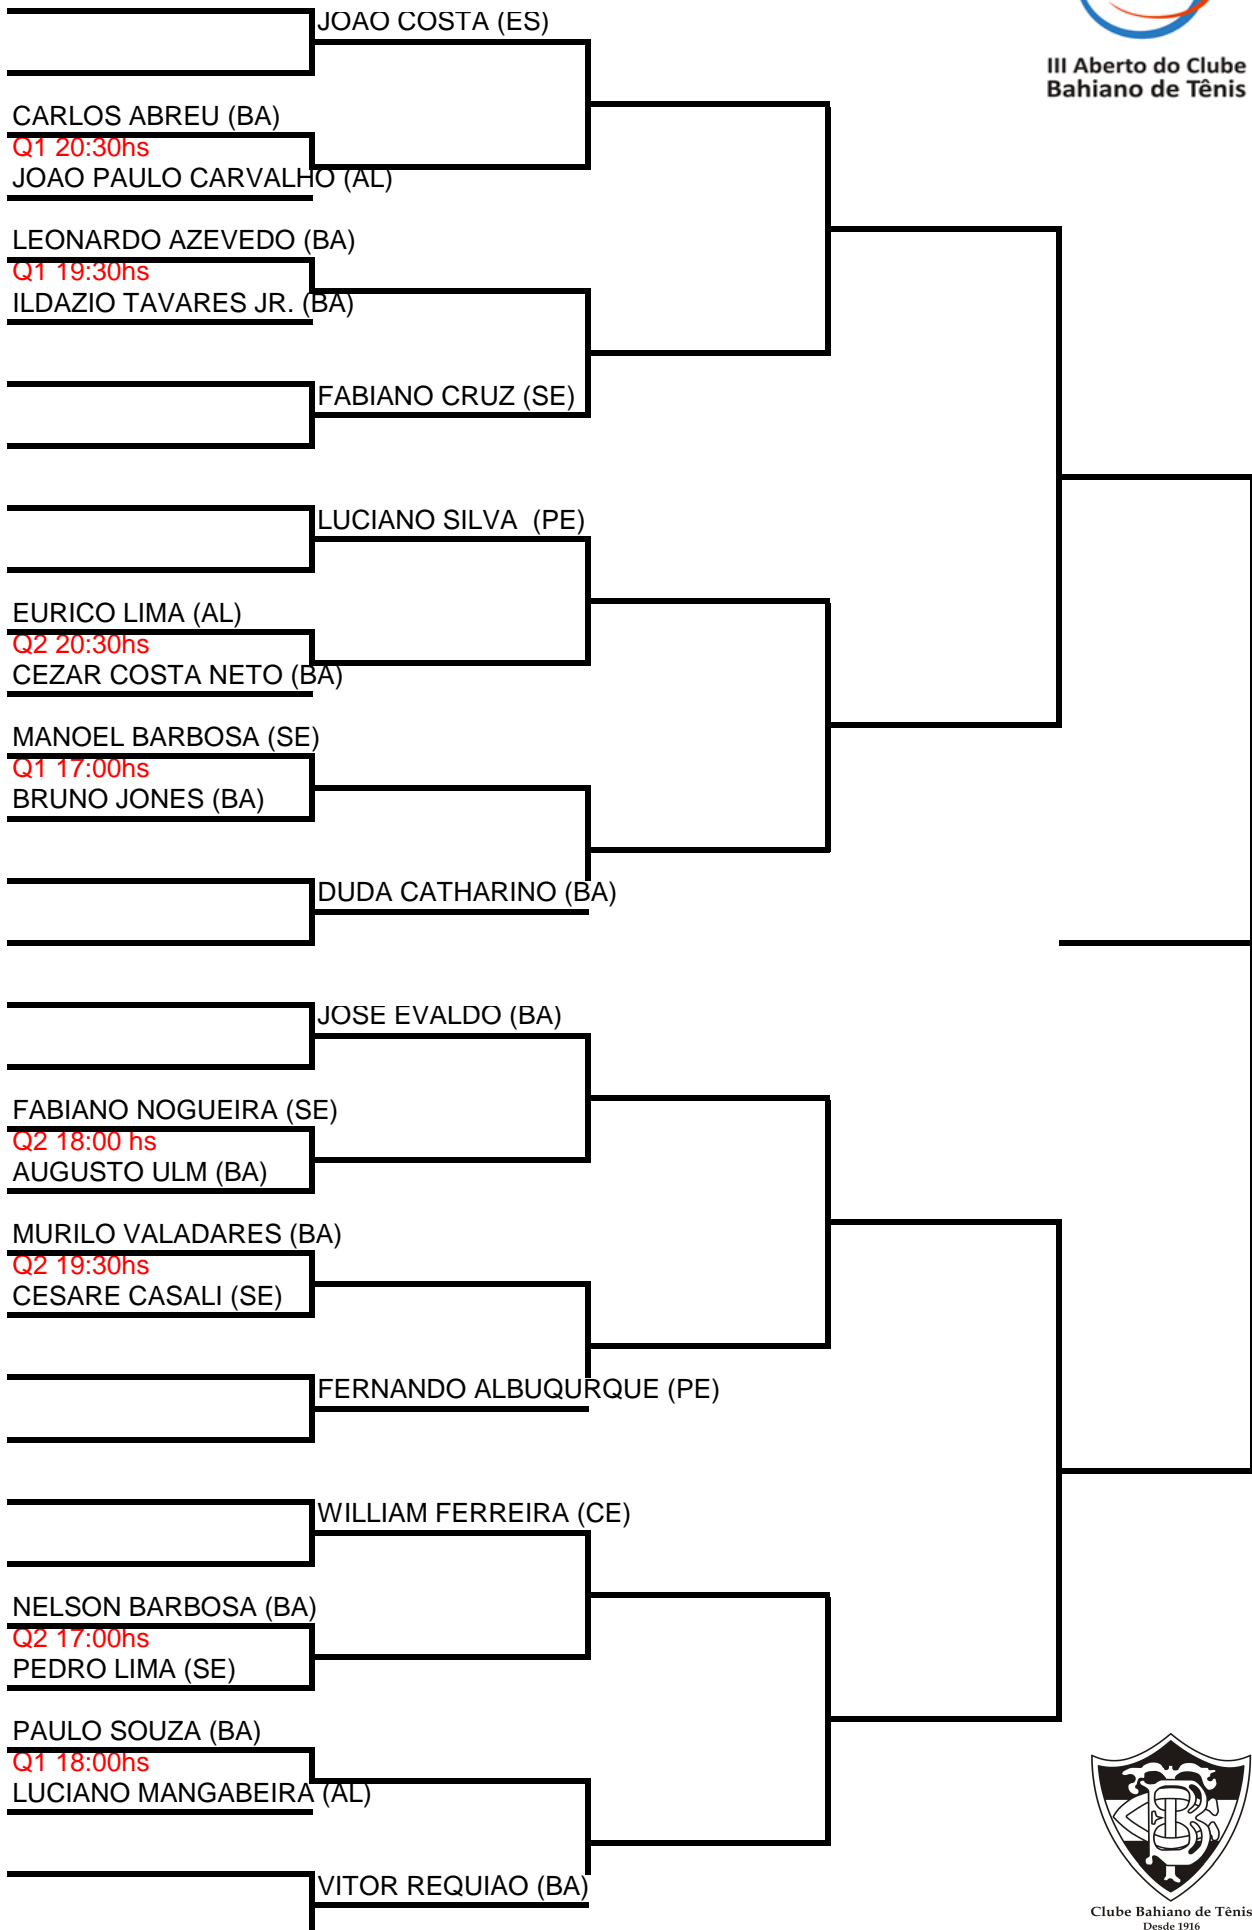 JOAO COSTA (ES)
III Aberto do Clube
Bahiano de Tênis
CARLOS ABREU (BA)
Q1 20:30hs
JOAO PAULO CARVALHO (AL)
LEONARDO AZEVEDO (BA)
Q1 19:30hs
ILDAZIO TAVARES JR. (BA)
FABIANO CRUZ (SE)
LUCIANO SILVA (PE)
EURICO LIMA (AL)
Q2 20:30hs
CEZAR COSTA NETO (BA)
MANOEL BARBOSA (SE)
Q1 17:00hs
BRUNO JONES (BA)
DUDA CATHARINO (BA)
JOSE EVALDO (BA)
FABIANO NOGUEIRA (SE)
Q2 18:00 hs
AUGUSTO ULM (BA)
MURILO VALADARES (BA)
Q2 19:30hs
CESARE CASALI (SE)
FERNANDO ALBUQURQUE (PE)
WILLIAM FERREIRA (CE)
NELSON BARBOSA (BA)
Q2 17:00hs
PEDRO LIMA (SE)
PAULO SOUZA (BA)
Q1 18:00hs
LUCIANO MANGABEIRA (AL)
VITOR REQUIAO (BA)
Clube Bahiano de Tênis
Desde 1916